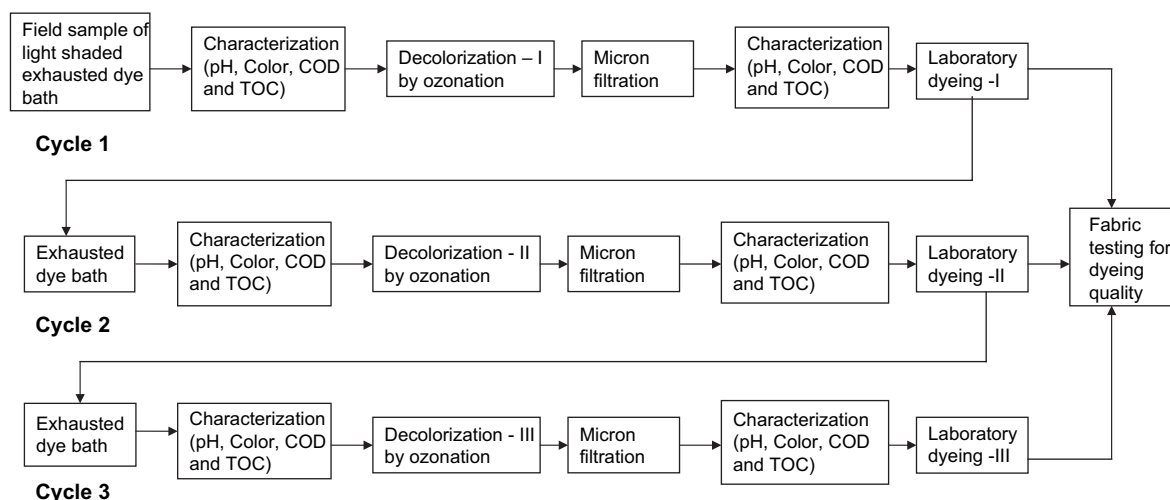 Field sample of
light shaded
exhausted dye
bath
Characterization
(pH, Color, COD
and TOC)
Decolorization – I
by ozonation
Micron
filtration
Characterization
(pH, Color, COD
and TOC)
Laboratory
dyeing -I
Cycle 1
Exhausted
dye bath
Characterization
(pH, Color, COD
and TOC)
Decolorization - II
by ozonation
Micron
filtration
Characterization
(pH, Color, COD
and TOC)
Laboratory
dyeing -II
Fabric
testing for
dyeing
quality
Cycle 2
Exhausted
dye bath
Characterization
(pH, Color, COD
and TOC)
Decolorization - III
by ozonation
Micron
filtration
Characterization
(pH, Color, COD
and TOC)
Laboratory
dyeing -III
Cycle 3